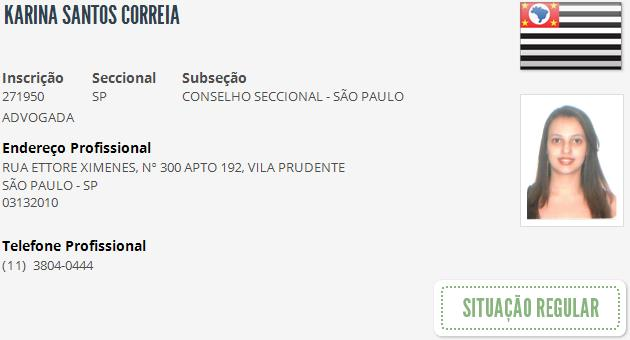 KARINA SANTOS CORREIA
Inscrição Seccional Subseção
271950 SP CONSELHO SECCIONAL - SÃO PAULO
ADVOGADA
Endereço Profissional
RUA ETTORE XIMENES, Nº 300 APTO 192, VILA PRUDENTE
SÃO PAULO - SP
03132010
Telefone Profissional
(11) 3804-0444
SITUAÇÃO REGULAR